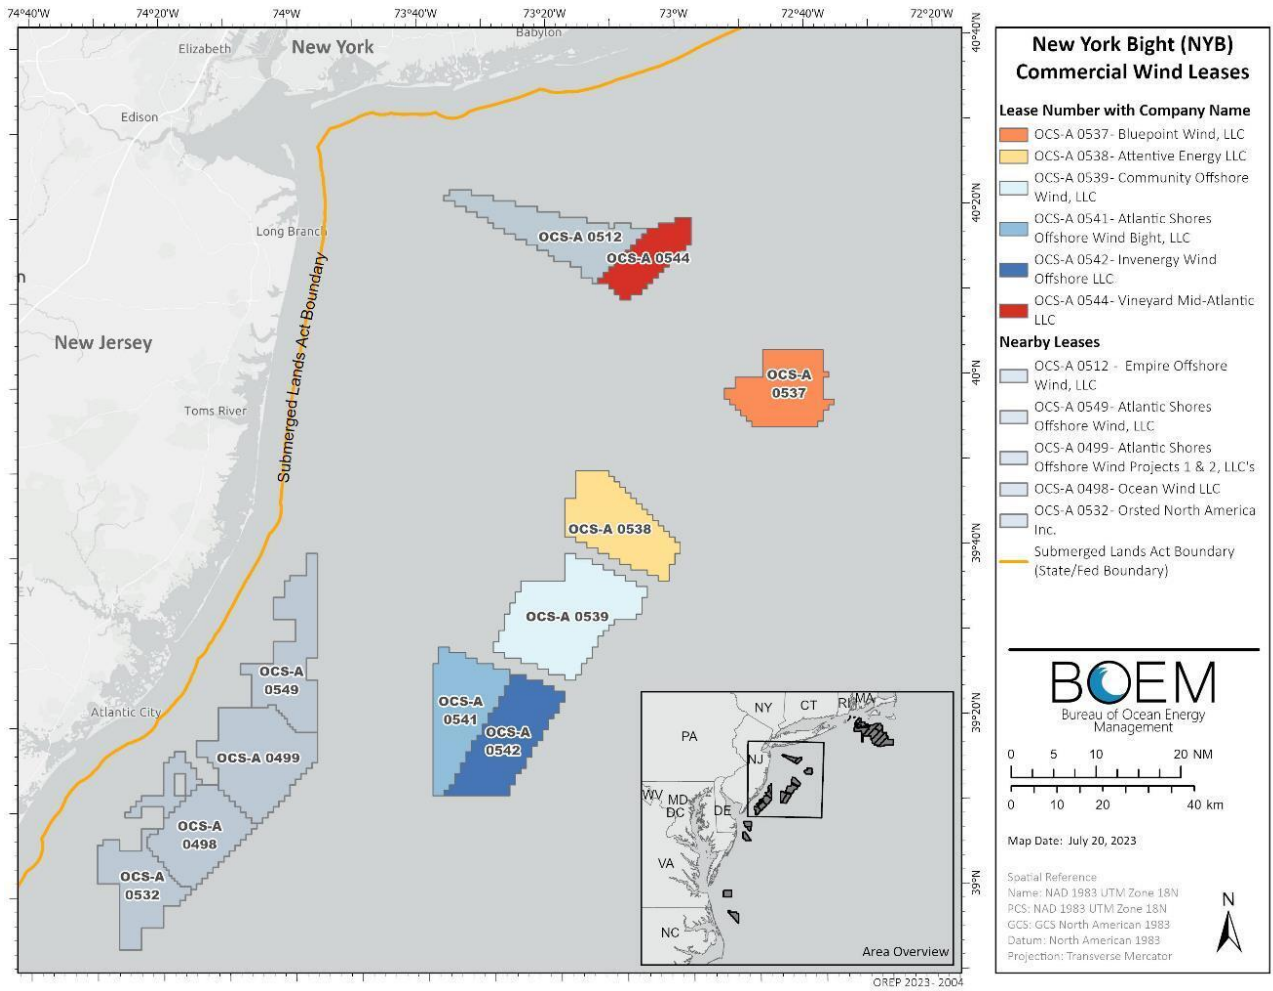 74°40'W 74°20'W 74°W 73°40'W 73°20'W 73°W 72°40'W 72°20'W
40°40'N
40°20'N
40°N
39°40'N
39°20'N
39°N
Elizabeth
New York
Babylon
Edison
Long Branch
New Jersey
Toms River
Atlantic City
Submerged Lands Act Boundary
OCS-A 0512
OCS-A 0544
OCS-A
0537
OCS-A 0538
OCS-A 0539
OCS-A
0541
OCS-A
0542
OCS-A
0549
OCS-A 0499
OCS-A
0498
OCS-A
0532
NY
CT
RI
MA
PA
NJ
WV
MD
DC
DE
VA
NC
Area Overview
OREP 2023- 2004
New York Bight (NYB)
Commercial Wind Leases
Lease Number with Company Name
OCS-A 0537- Bluepoint Wind, LLC
OCS-A 0538- Attentive Energy LLC
OCS-A 0539- Community Offshore
Wind, LLC
OCS-A 0541- Atlantic Shores
Offshore Wind Bight, LLC
OCS-A 0542- Invenergy Wind
Offshore LLC
OCS-A 0544- Vineyard Mid-Atlantic
LLC
Nearby Leases
OCS-A 0512 - Empire Offshore
Wind, LLC
OCS-A 0549- Atlantic Shores
Offshore Wind, LLC
OCS-A 0499- Atlantic Shores
Offshore Wind Projects 1 & 2, LLC's
OCS-A 0498- Ocean Wind LLC
OCS-A 0532- Orsted North America
Inc.
Submerged Lands Act Boundary
(State/Fed Boundary)
BOEM
Bureau of Ocean Energy
Management
0 5 10 20 NM
0 10 20 40 km
Map Date: July 20, 2023
Spatial Reference
Name: NAD 1983 UTM Zone 18N
PCS: NAD 1983 UTM Zone 18N
GCS: GCS North American 1983
Datum: North American 1983
Projection: Transverse Mercator
N